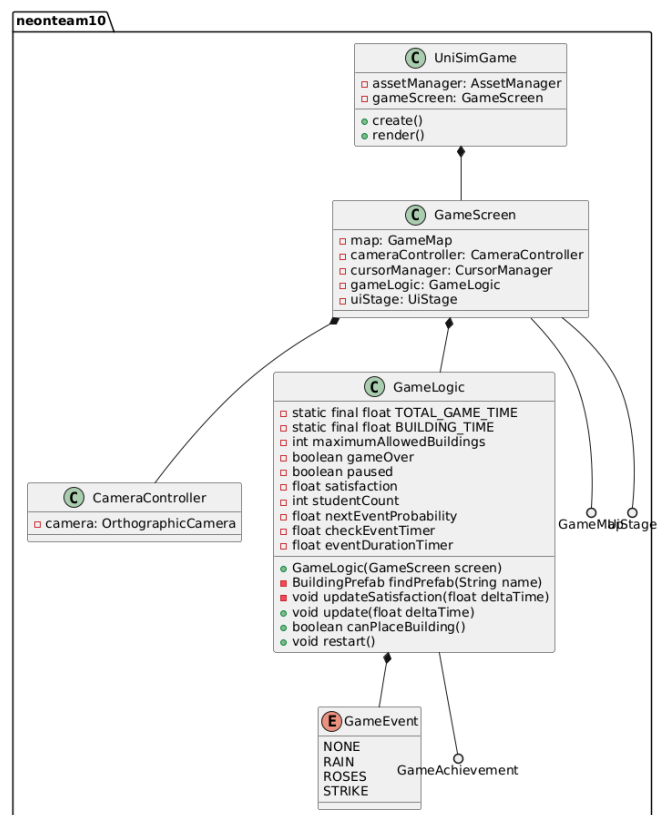 neonteam10
C UniSimGame
assetManager: AssetManager
gameScreen: GameScreen
create()
render()
C GameScreen
map: GameMap
cameraController: CameraController
cursorManager: CursorManager
gameLogic: GameLogic
uiStage: UiStage
C GameLogic
static final float TOTAL_GAME_TIME
static final float BUILDING_TIME
int maximumAllowedBuildings
boolean gameOver
boolean paused
float satisfaction
int studentCount
float nextEventProbability
float checkEventTimer
float eventDurationTimer
GameLogic(GameScreen screen)
BuildingPrefab findPrefab(String name)
void updateSatisfaction(float deltaTime)
void update(float deltaTime)
boolean canPlaceBuilding()
void restart()
C CameraController
camera: OrthographicCamera
GameMap
UiStage
E GameEvent
NONE
RAIN
ROSES
STRIKE
GameAchievement